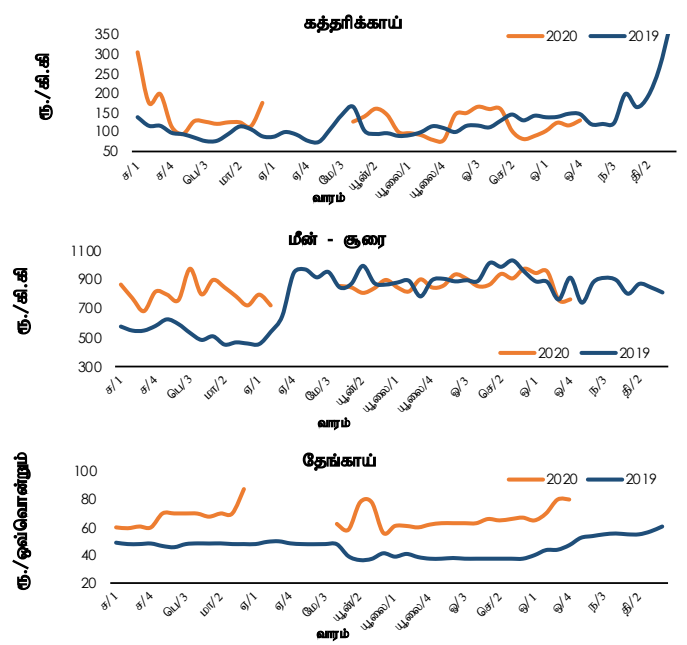 கத்தரிக்காய்
2020 2019
ரூ./கி.கி
350
300
250
200
150
100
50
ச/1 ச/4 பெ/3 மா/2 ஏ/1 ஏ/4 மே/3 யூன்/2 யூலை/1 யூலை/4 ஓ/3 செ/2 ஒ/1 ஒ/4 ந/3 தி/2
வாரம்
மீன் - சூரை
ரூ./கி.கி
1100
900
700
500
300
2020 2019
ச/1 ச/4 பெ/3 மா/2 ஏ/1 ஏ/4 மே/3 யூன்/2 யூலை/1 யூலை/4 ஓ/3 செ/2 ஒ/1 ஒ/4 ந/3 தி/2
வாரம்
தேங்காய்
2020 2019
ரூ./ஒவ்வொன்றும்
100
80
60
40
20
ச/1 ச/4 பெ/3 மா/2 ஏ/1 ஏ/4 மே/3 யூன்/2 யூலை/1 யூலை/4 ஓ/3 செ/2 ஒ/1 ஒ/4 ந/3 தி/2
வாரம்